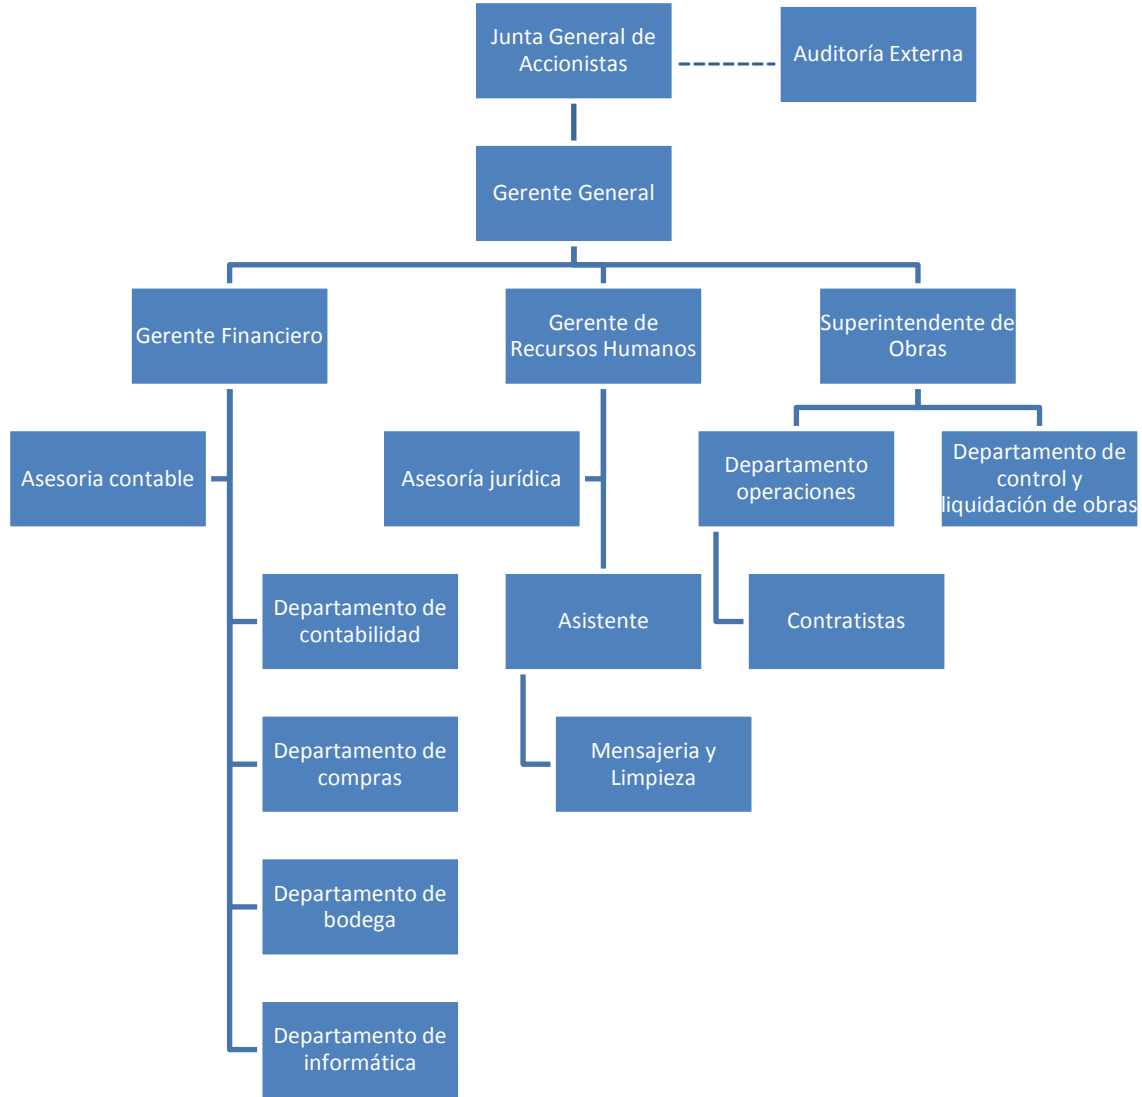 Junta General de
Accionistas
Auditoría Externa
Gerente General
Gerente Financiero
Gerente de
Recursos Humanos
Superintendente de
Obras
Asesoria contable
Asesoría jurídica
Departamento
operaciones
Departamento de
control y
liquidación de obras
Departamento de
contabilidad
Asistente
Contratistas
Departamento de
compras
Mensajeria y
Limpieza
Departamento de
bodega
Departamento de
informática